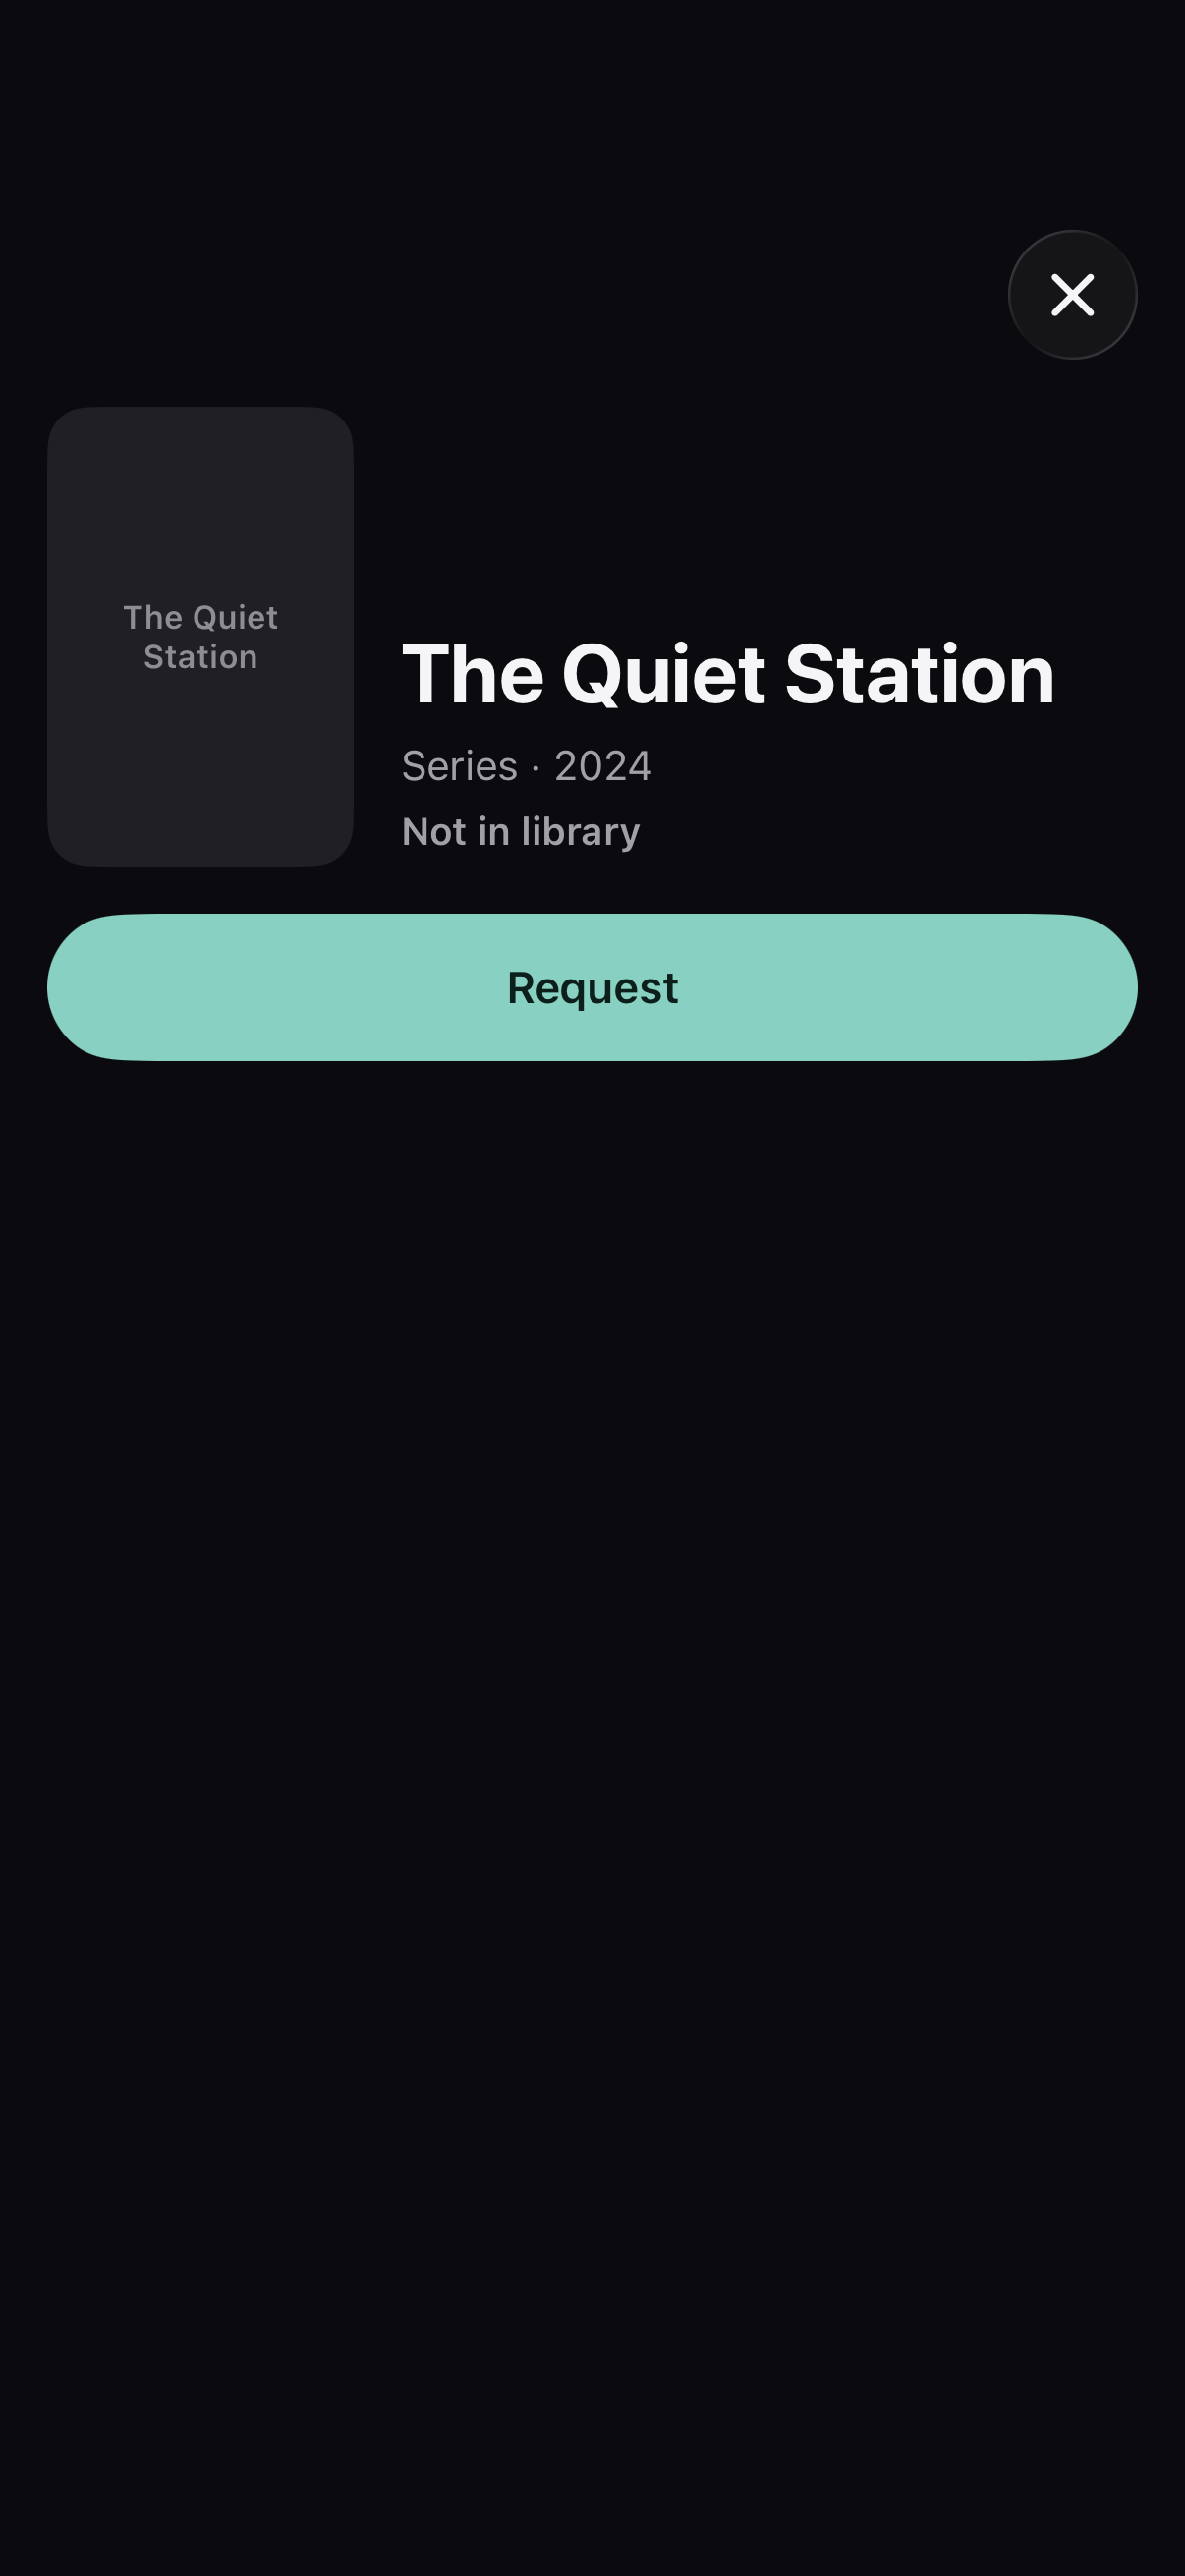 The Quiet
Station
The Quiet Station
Series · 2024
Not in library
Request